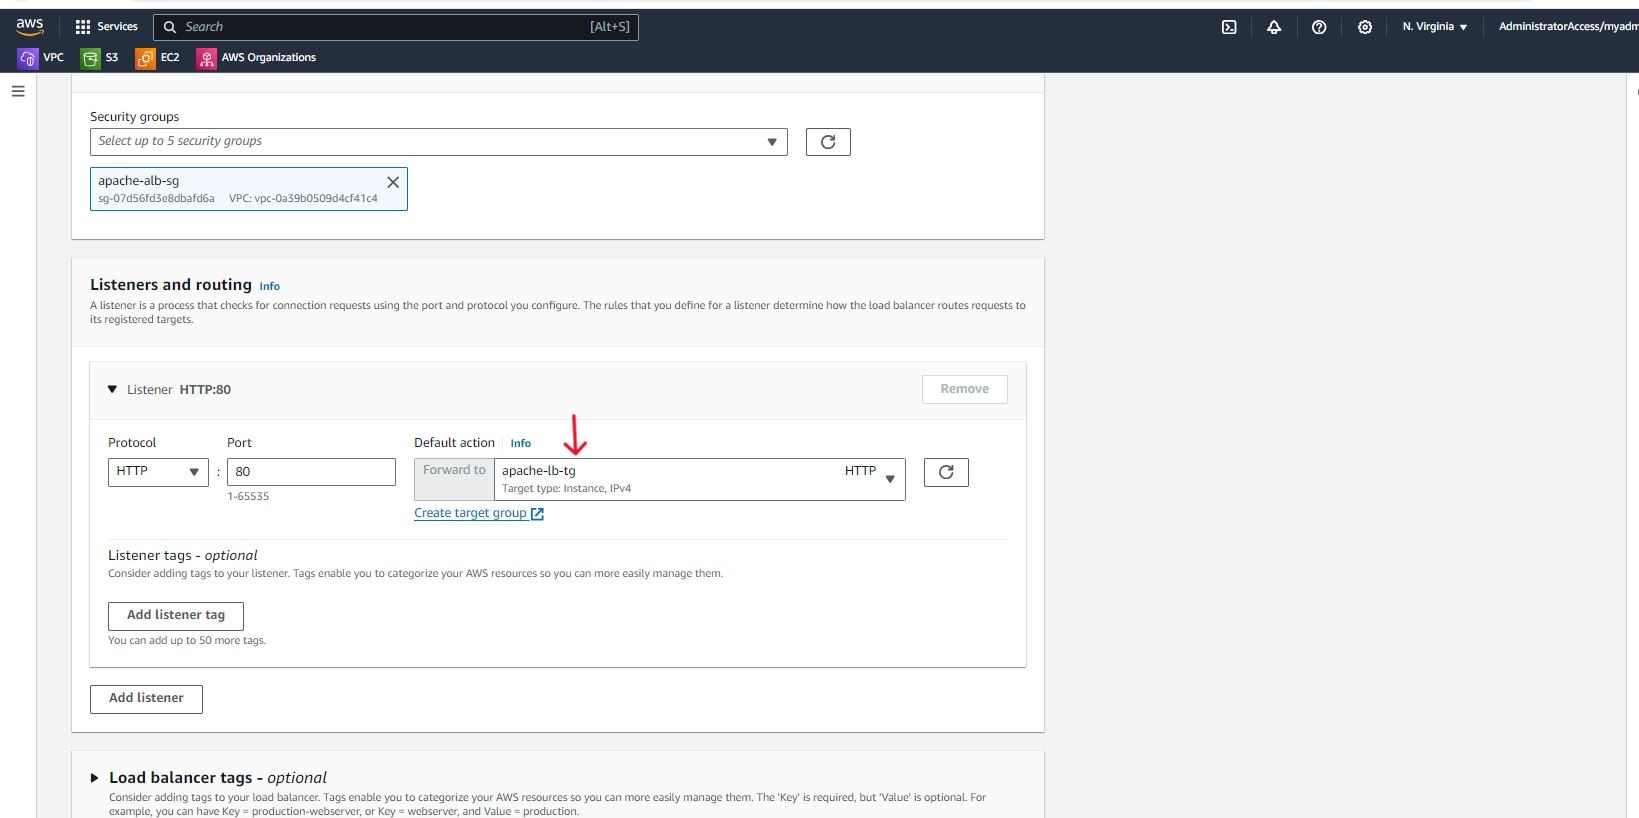 aws
Services
Search
[Alt+S]
N. Virginia
AdministratorAccess/myadm
VPC
S3
EC2
AWS Organizations
Security groups
Select up to 5 security groups
apache-alb-sg
sg-07d56fd3e8dbafd6a VPC: vpc-0a39b0509d4cf41c4
Listeners and routing Info
A listener is a process that checks for connection requests using the port and protocol you configure. The rules that you define for a listener determine how the load balancer routes requests to
its registered targets.
Listener HTTP:80
Remove
Protocol
Port
Default action
Info
HTTP
:
80
1-65535
Forward to
apache-lb-tg
HTTP
Target type: Instance, IPv4
Create target group
Listener tags - optional
Consider adding tags to your listener. Tags enable you to categorize your AWS resources so you can more easily manage them.
Add listener tag
You can add up to 50 more tags.
Add listener
Load balancer tags - optional
Consider adding tags to your load balancer. Tags enable you to categorize your AWS resources so you can more easily manage them. The 'Key' is required, but 'Value' is optional. For
example, you can have Key = production-webserver, or Key = webserver, and Value = production.